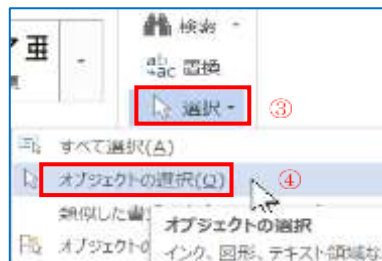 検索
亜
abc 置換
選択 ③
すべて選択(A)
オブジェクトの選択(O) ④
類似した書
オブジェクトの選択
オブジェクトの
インク、図形、テキスト領域な